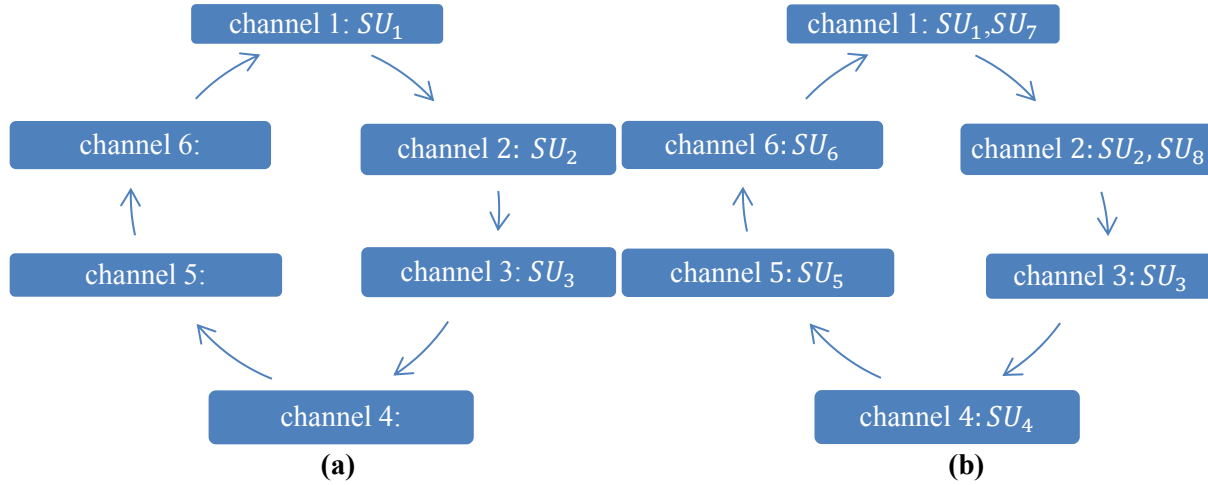 channel 1: SU₁
channel 6:
channel 2: SU₂
channel 5:
channel 3: SU₃
channel 4:
(a)
channel 1: SU₁,SU₇
channel 6: SU₆
channel 2: SU₂, SU₈
channel 5: SU₅
channel 3: SU₃
channel 4: SU₄
(b)